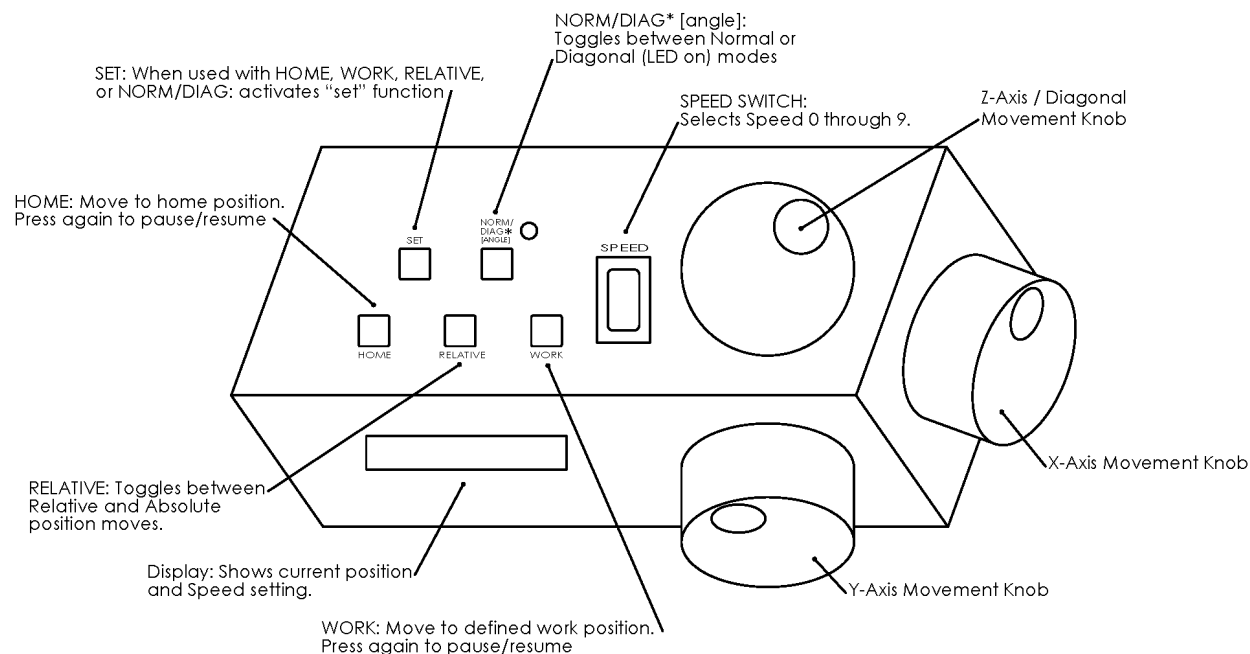 NORM/DIAG* [angle]:
Toggles between Normal or
Diagonal (LED on) modes
SET: When used with HOME, WORK, RELATIVE,
or NORM/DIAG: activates “set” function
SPEED SWITCH:
Selects Speed 0 through 9.
Z-Axis / Diagonal
Movement Knob
HOME: Move to home position.
Press again to pause/resume
NORM/
DIAG*
[ANGLE]
SET
SPEED
HOME
RELATIVE
WORK
X-Axis Movement Knob
RELATIVE: Toggles between
Relative and Absolute
position moves.
Display: Shows current position
and Speed setting.
Y-Axis Movement Knob
WORK: Move to defined work position.
Press again to pause/resume